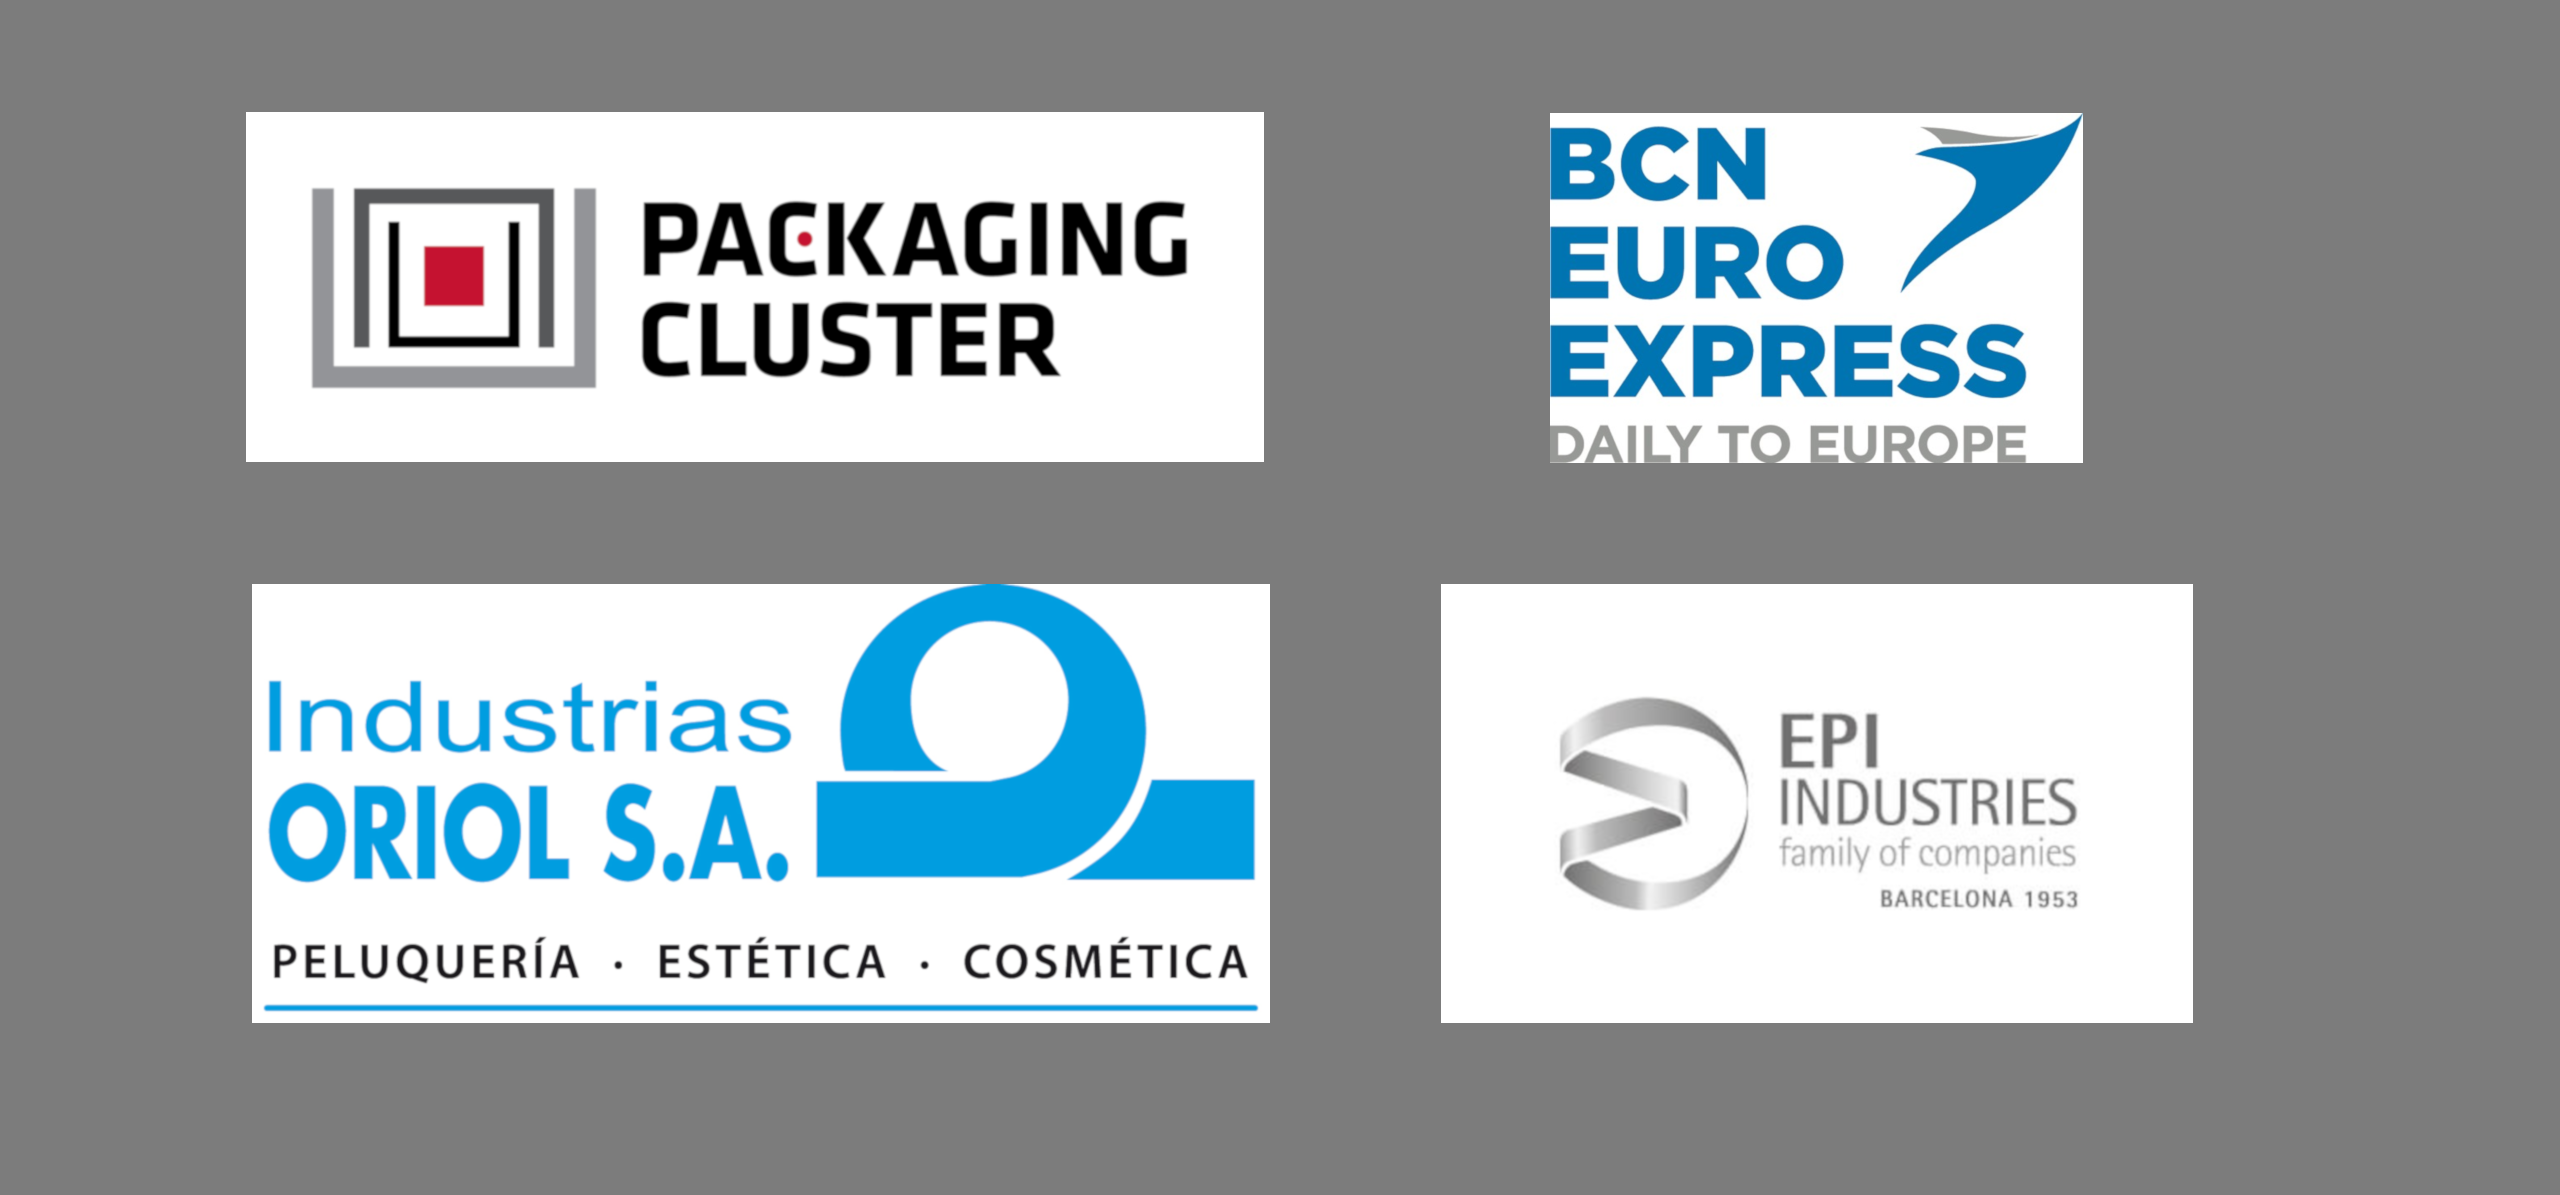 PACKAGING
CLUSTER
BCN
EURO
EXPRESS
DAILY TO EUROPE
Industrias
ORIOL S.A.
PELUQUERÍA · ESTÉTICA · COSMÉTICA
EPI
INDUSTRIES
family of companies
BARCELONA 1953